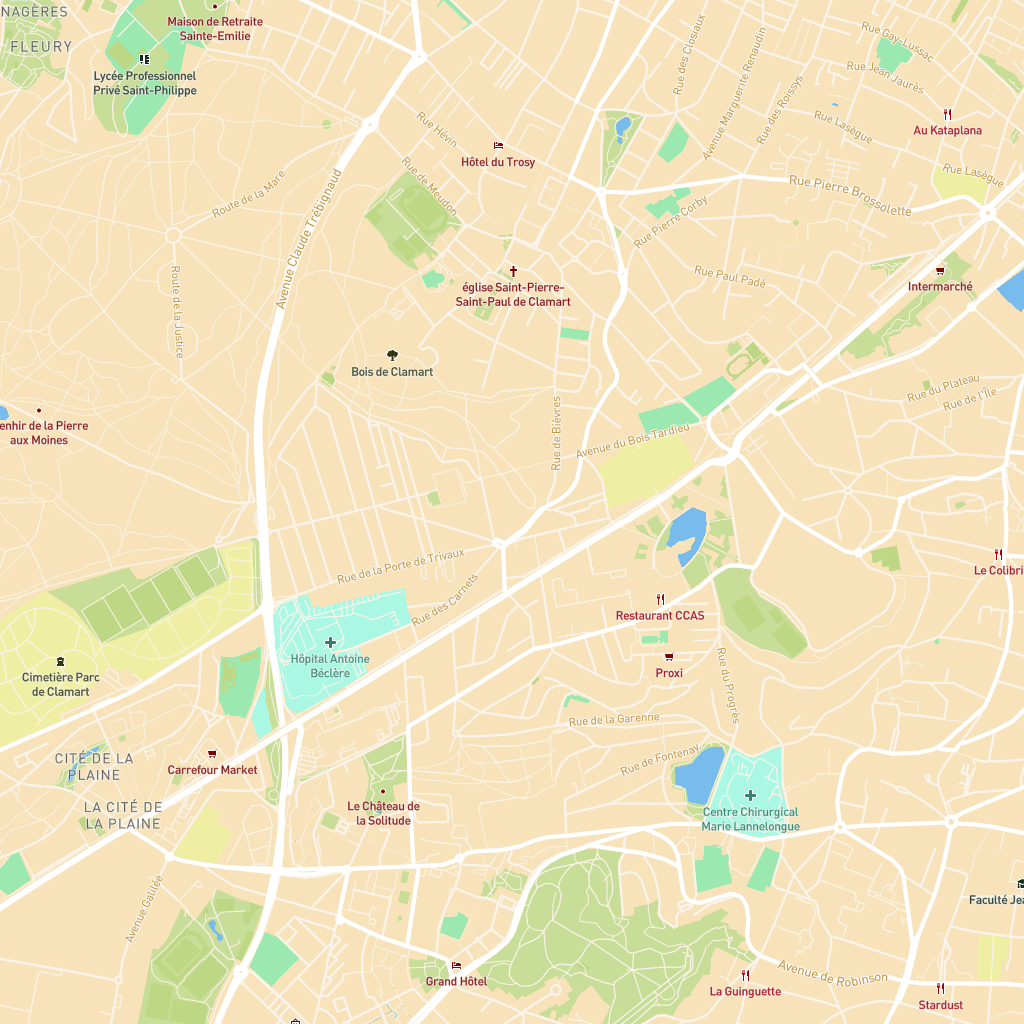 NAGÈRES
FLEURY
Maison de Retraite
Sainte-Emilie
Lycée Professionnel
Privé Saint-Philippe
Rue Hévin
Hôtel du Trosy
Rue de Meudon
Route de la Mare
Avenue Claude Trébignaud
Route de la Justice
Rue des Closiaux
Avenue Marguerite Renaudin
Rue des Roissys
Rue Gay-Lussac
Rue Jean Jaurès
Rue Lasègue
Au Kataplana
Rue Lasègue
Rue Pierre Brossolette
Rue Pierre Corby
Rue Paul Padé
Intermarché
église Saint-Pierre-
Saint-Paul de Clamart
Bois de Clamart
enhir de la Pierre
aux Moines
Rue de Bièvres
Avenue du Bois Tardieu
Rue du Plateau
Rue de l'Île
Rue de la Porte de Trivaux
Rue des Carnets
Le Colibri
Restaurant CCAS
Proxi
Rue du Progrès
Hôpital Antoine
Béclère
Cimetière Parc
de Clamart
Rue de la Garenne
Rue de Fontenay
CITÉ DE LA
PLAINE
Carrefour Market
LA CITÉ DE
LA PLAINE
Le Château de
la Solitude
Centre Chirurgical
Marie Lannelongue
Avenue Galilée
Faculté Jea
Grand Hôtel
La Guinguette
Avenue de Robinson
Stardust